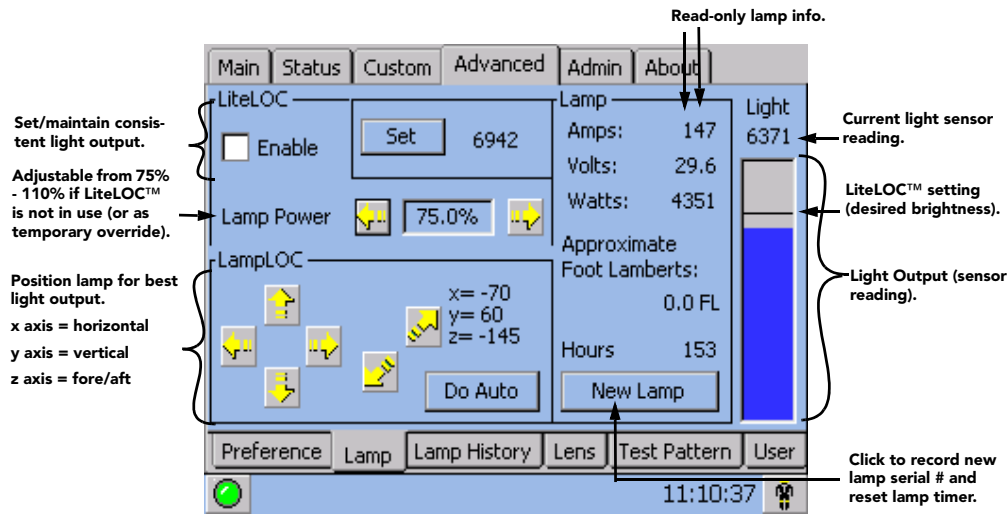 Read-only lamp info.
Main Status Custom Advanced Admin About
LiteLOC
Enable
Set 6942
Lamp Power 75.0%
LampLOC
x= -70
y= 60
z= -145
Do Auto
Lamp
Amps: 147
Volts: 29.6
Watts: 4351
Approximate
Foot Lamberts:
0.0 FL
Hours 153
New Lamp
Light
6371
Preference Lamp Lamp History Lens Test Pattern User
11:10:37
Set/maintain consis-
tent light output.
Adjustable from 75%
- 110% if LiteLOC™
is not in use (or as
temporary override).
Position lamp for best
light output.
x axis = horizontal
y axis = vertical
z axis = fore/aft
Current light sensor
reading.
LiteLOC™ setting
(desired brightness).
Light Output (sensor
reading).
Click to record new
lamp serial # and
reset lamp timer.